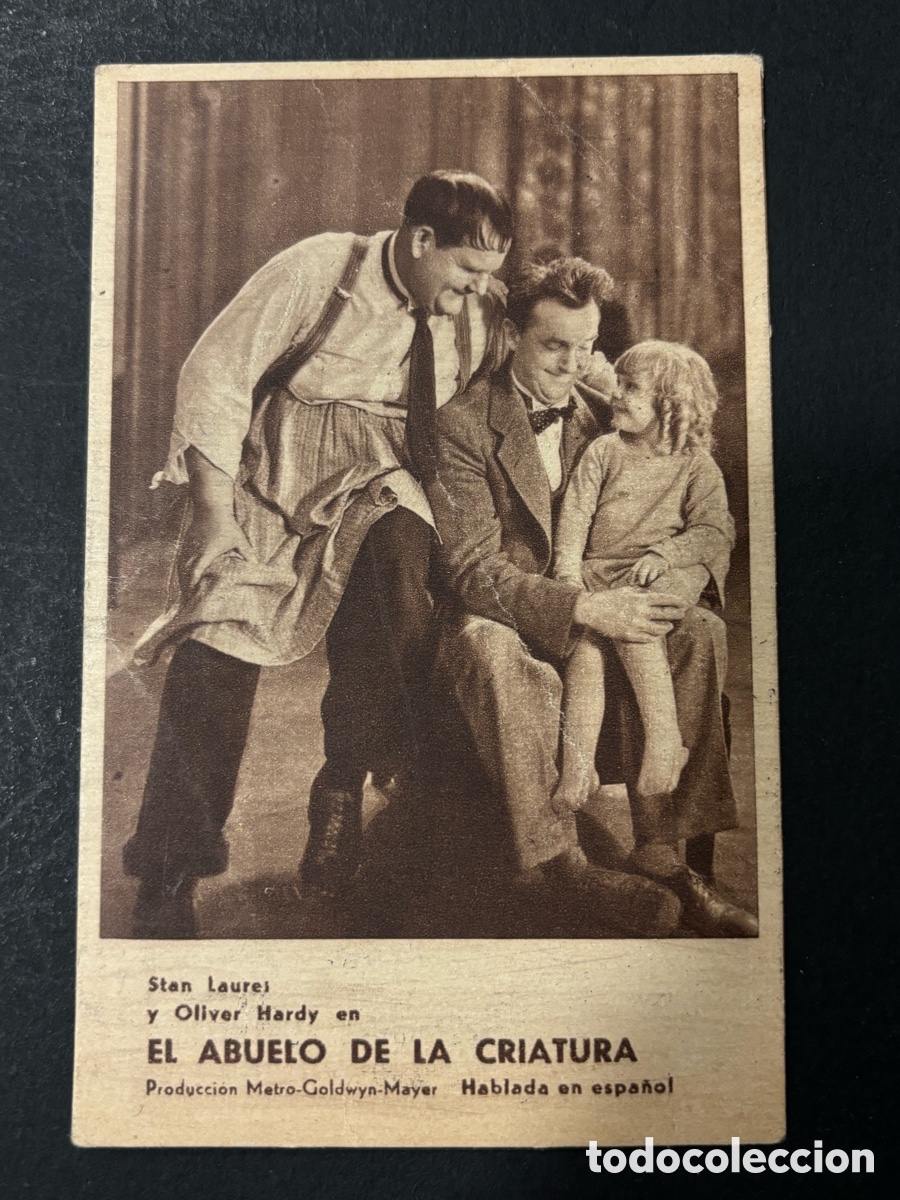 Stan Laurel
y Oliver Hardy en
EL ABUELO DE LA CRIATURA
Producción Metro-Goldwyn-Mayer Hablada en español
todocoleccion